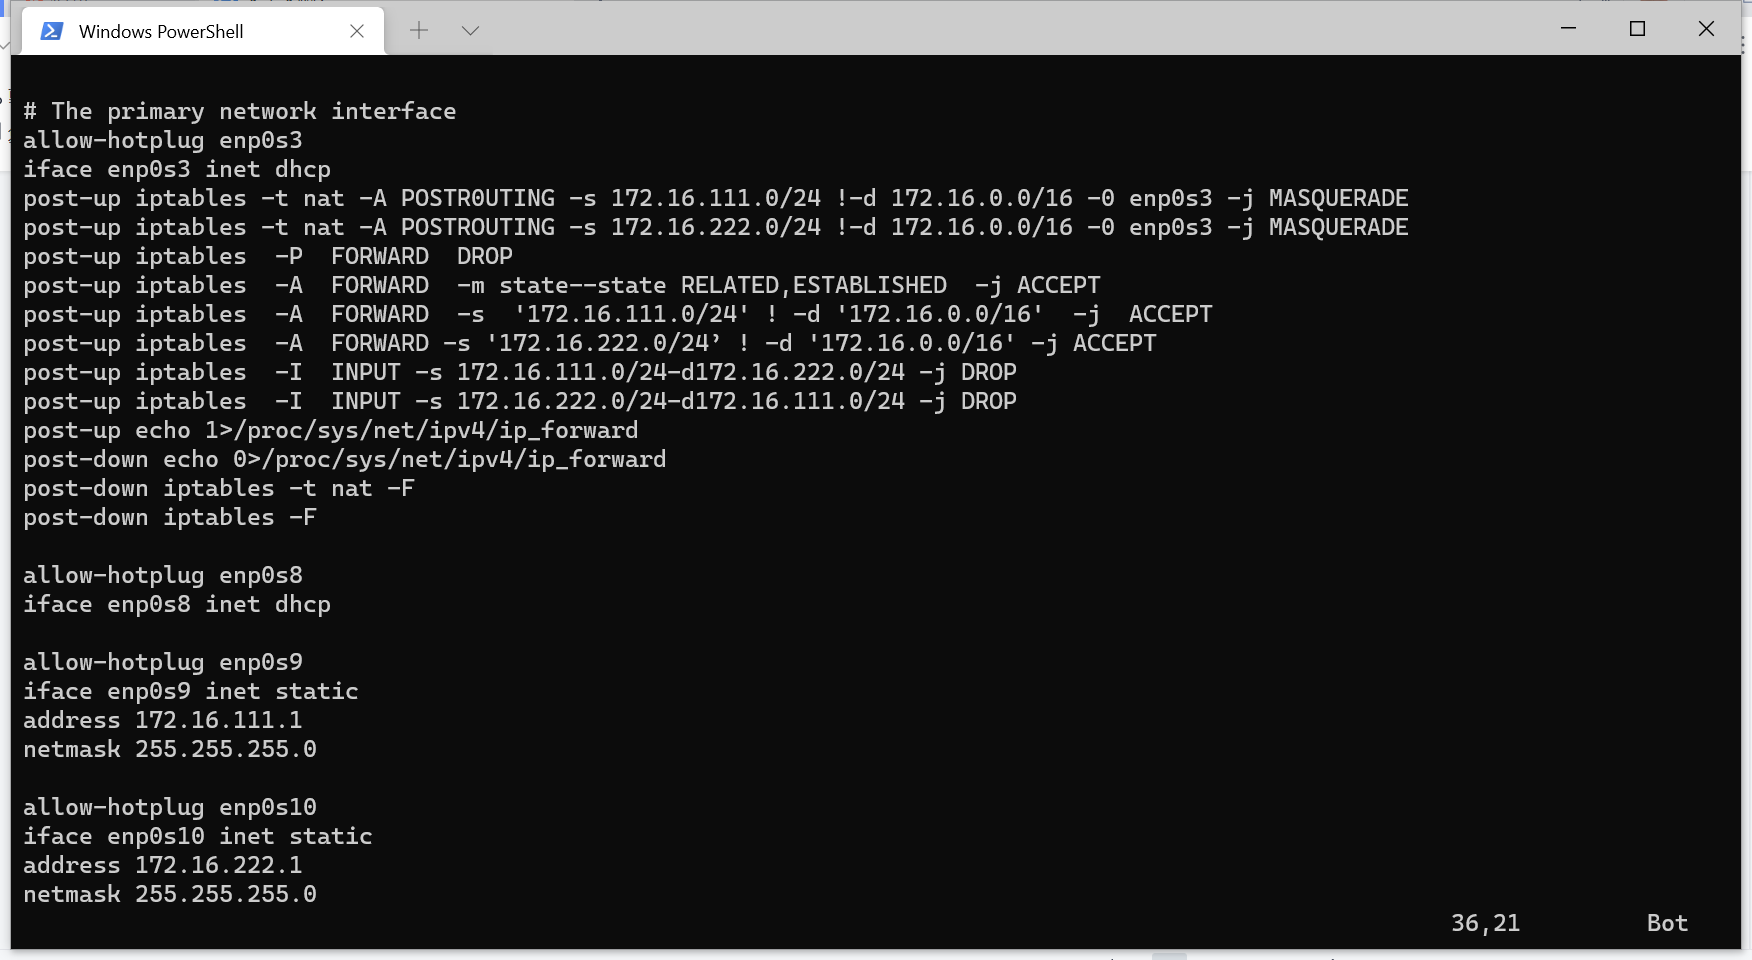 Windows PowerShell
# The primary network interface
allow-hotplug enp0s3
iface enp0s3 inet dhcp
post-up iptables -t nat -A POSTR0UTING -s 172.16.111.0/24 !-d 172.16.0.0/16 -0 enp0s3 -j MASQUERADE
post-up iptables -t nat -A POSTROUTING -s 172.16.222.0/24 !-d 172.16.0.0/16 -0 enp0s3 -j MASQUERADE
post-up iptables  -P  FORWARD  DROP
post-up iptables  -A  FORWARD  -m state--state RELATED,ESTABLISHED  -j ACCEPT
post-up iptables  -A  FORWARD  -s  '172.16.111.0/24' ! -d '172.16.0.0/16'  -j  ACCEPT
post-up iptables  -A  FORWARD -s '172.16.222.0/24’ ! -d '172.16.0.0/16' -j ACCEPT
post-up iptables  -I  INPUT -s 172.16.111.0/24-d172.16.222.0/24 -j DROP
post-up iptables  -I  INPUT -s 172.16.222.0/24-d172.16.111.0/24 -j DROP
post-up echo 1>/proc/sys/net/ipv4/ip_forward
post-down echo 0>/proc/sys/net/ipv4/ip_forward
post-down iptables -t nat -F
post-down iptables -F
allow-hotplug enp0s8
iface enp0s8 inet dhcp
allow-hotplug enp0s9
iface enp0s9 inet static
address 172.16.111.1
netmask 255.255.255.0
allow-hotplug enp0s10
iface enp0s10 inet static
address 172.16.222.1
netmask 255.255.255.0
36,21 Bot